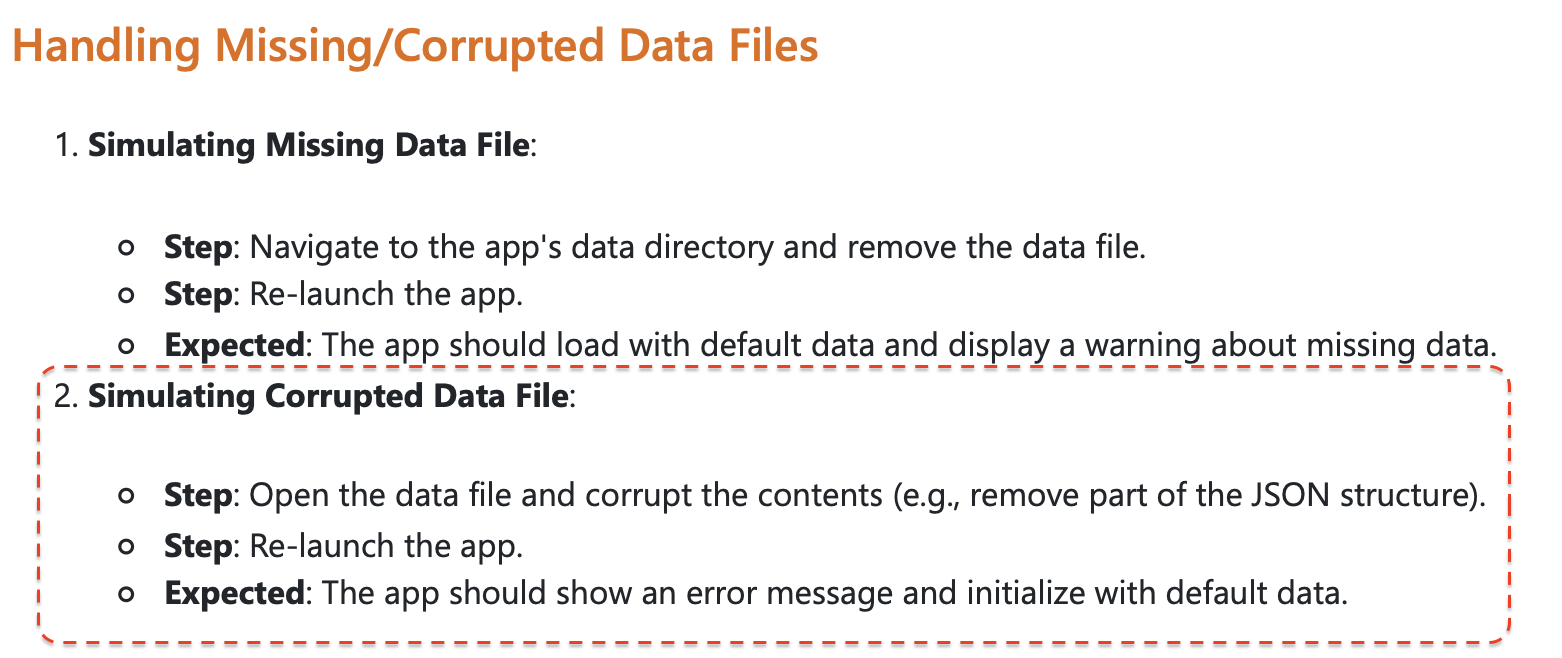 Handling Missing/Corrupted Data Files
1. Simulating Missing Data File:
Step: Navigate to the app's data directory and remove the data file.
Step: Re-launch the app.
Expected: The app should load with default data and display a warning about missing data.
2. Simulating Corrupted Data File:
Step: Open the data file and corrupt the contents (e.g., remove part of the JSON structure).
Step: Re-launch the app.
Expected: The app should show an error message and initialize with default data.